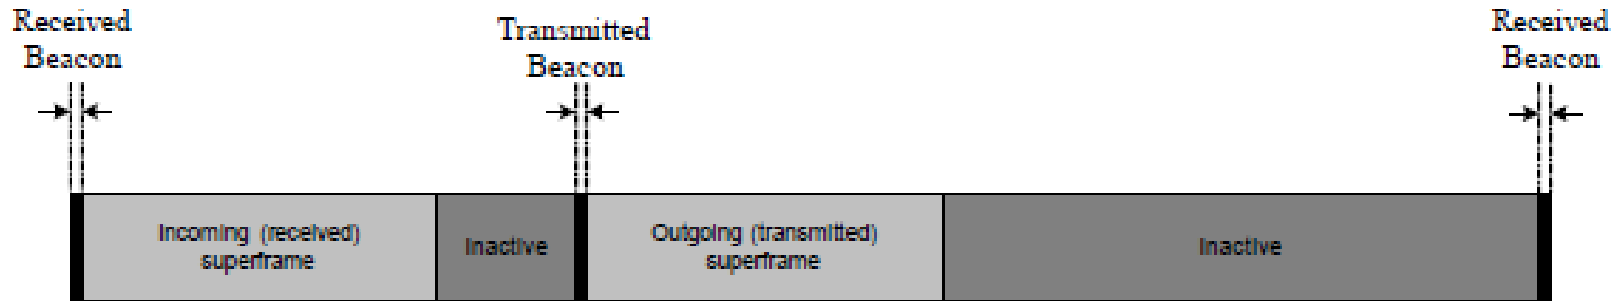 Received
Beacon
Transmitted
Beacon
Received
Beacon
Incoming (received)
superframe
Inactive
Outgoing (transmitted)
superframe
Inactive